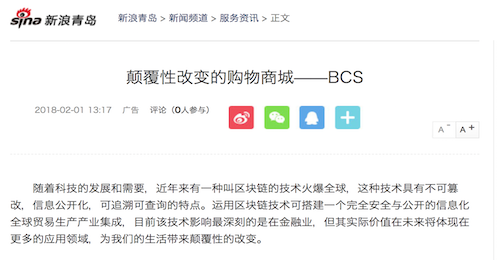 sina 新浪青岛
新浪青岛 > 新闻频道 > 服务资讯 > 正文
颠覆性改变的购物商城——BCS
2018-02-01 13:17 广告 评论（0人参与）
A - A +
随着科技的发展和需要，近年来有一种叫区块链的技术火爆全球，这种技术具有不可篡
改，信息公开化，可追溯可查询的特点。运用区块链技术可搭建一个完全安全与公开的信息化
全球贸易生产产业集成，目前该技术影响最深刻的是在金融业，但其实际价值在未来将体现在
更多的应用领域，为我们的生活带来颠覆性的改变。